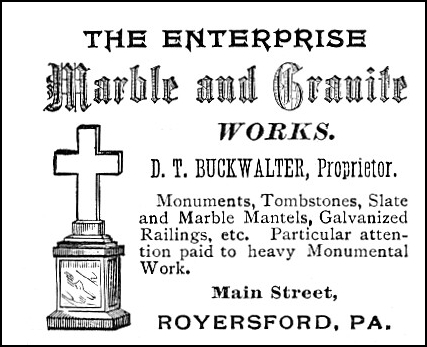 THE ENTERPRISE
Marble and Granite
WORKS.
D. T. BUCKWALTER, Proprietor.
Monuments, Tombstones, Slate
and Marble Mantels, Galvanized
Railings, etc. Particular atten-
tion paid to heavy Monumental
Work.
Main Street,
ROYERSFORD, PA.